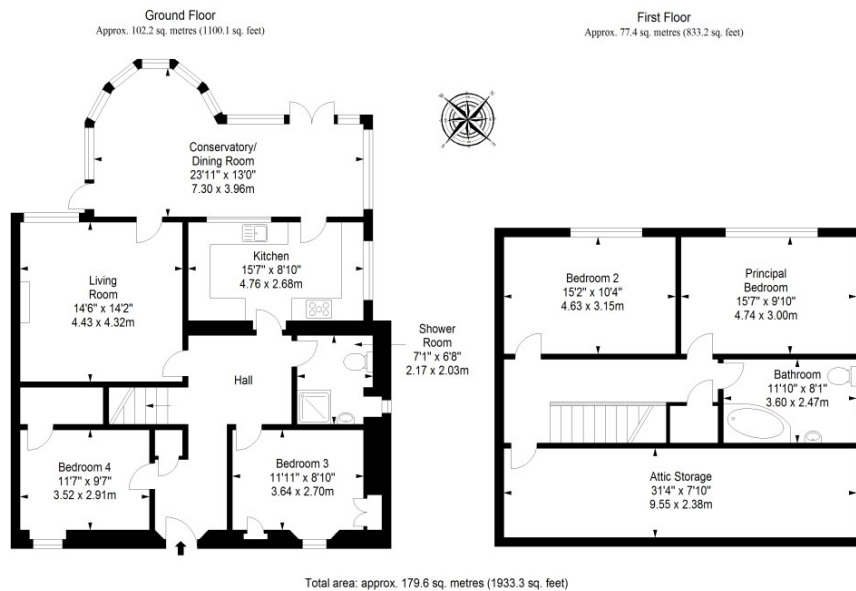 Ground Floor
Approx. 102.2 sq. metres (1100.1 sq. feet)
Conservatory/
Dining Room
23'11" x 13'0"
7.30 x 3.96m
Kitchen
15'7" x 8'10"
4.76 x 2.68m
Living
Room
14'6" x 14'2"
4.43 x 4.32m
Shower
Room
7'1" x 6'8"
2.17 x 2.03m
Hall
Bedroom 4
11'7" x 9'7"
3.52 x 2.91m
Bedroom 3
11'11" x 8'10"
3.64 x 2.70m
First Floor
Approx. 77.4 sq. metres (833.2 sq. feet)
Bedroom 2
15'2" x 10'4"
4.63 x 3.15m
Principal
Bedroom
15'7" x 9'10"
4.74 x 3.00m
Bathroom
11'10" x 8'1"
3.60 x 2.47m
Attic Storage
31'4" x 7'10"
9.55 x 2.38m
Total area: approx. 179.6 sq. metres (1933.3 sq. feet)